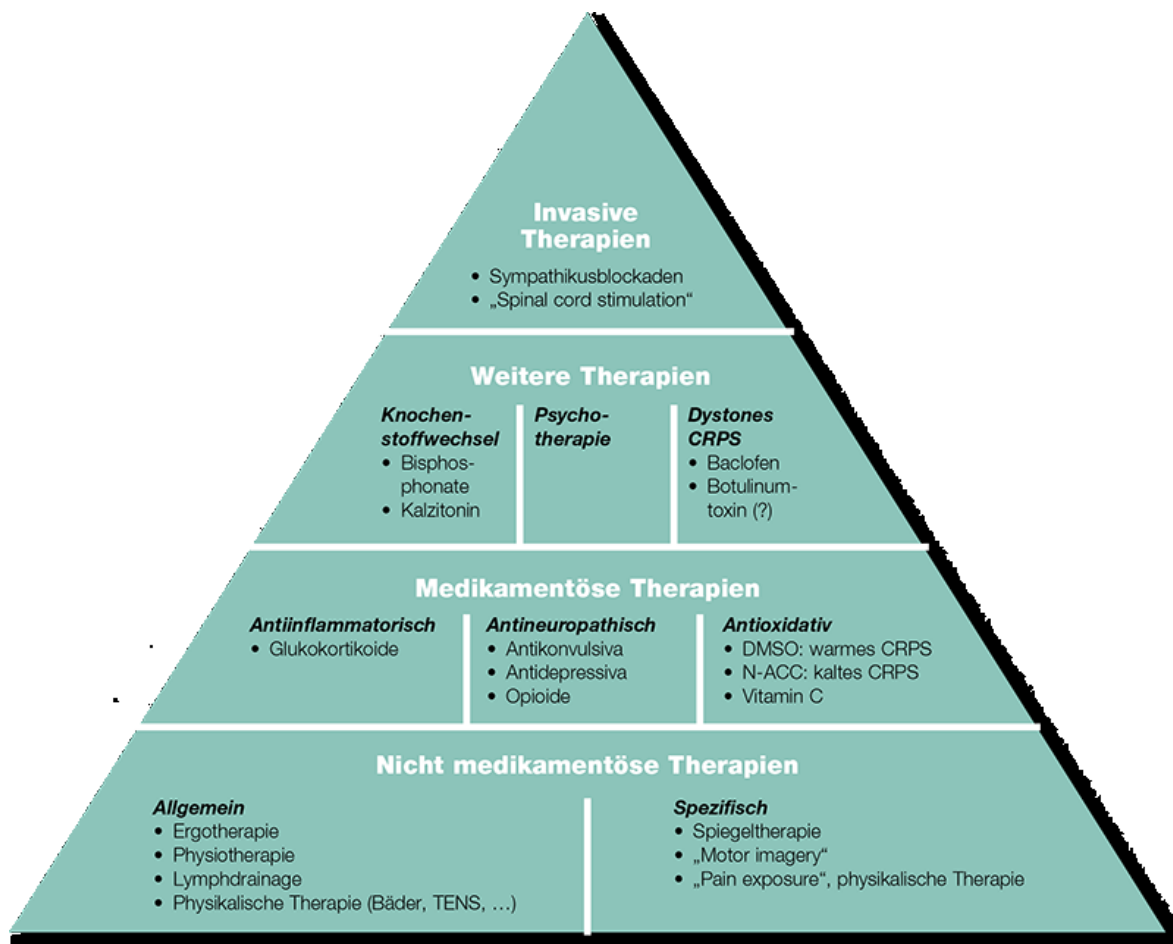 Invasive
Therapien
• Sympathikusblockaden
• „Spinal cord stimulation“
Weitere Therapien
Knochen-
stoffwechsel
• Bisphos-
phonate
• Kalzitonin
Psycho-
therapie
Dystones
CRPS
• Baclofen
• Botulinum-
toxin (?)
Medikamentöse Therapien
Antiinflammatorisch
• Glukokortikoide
Antineuropathisch
• Antikonvulsiva
• Antidepressiva
• Opioide
Antioxidativ
• DMSO: warmes CRPS
• N-ACC: kaltes CRPS
• Vitamin C
Nicht medikamentöse Therapien
Allgemein
• Ergotherapie
• Physiotherapie
• Lymphdrainage
• Physikalische Therapie (Bäder, TENS, …)
Spezifisch
• Spiegeltherapie
• „Motor imagery“
• „Pain exposure“, physikalische Therapie